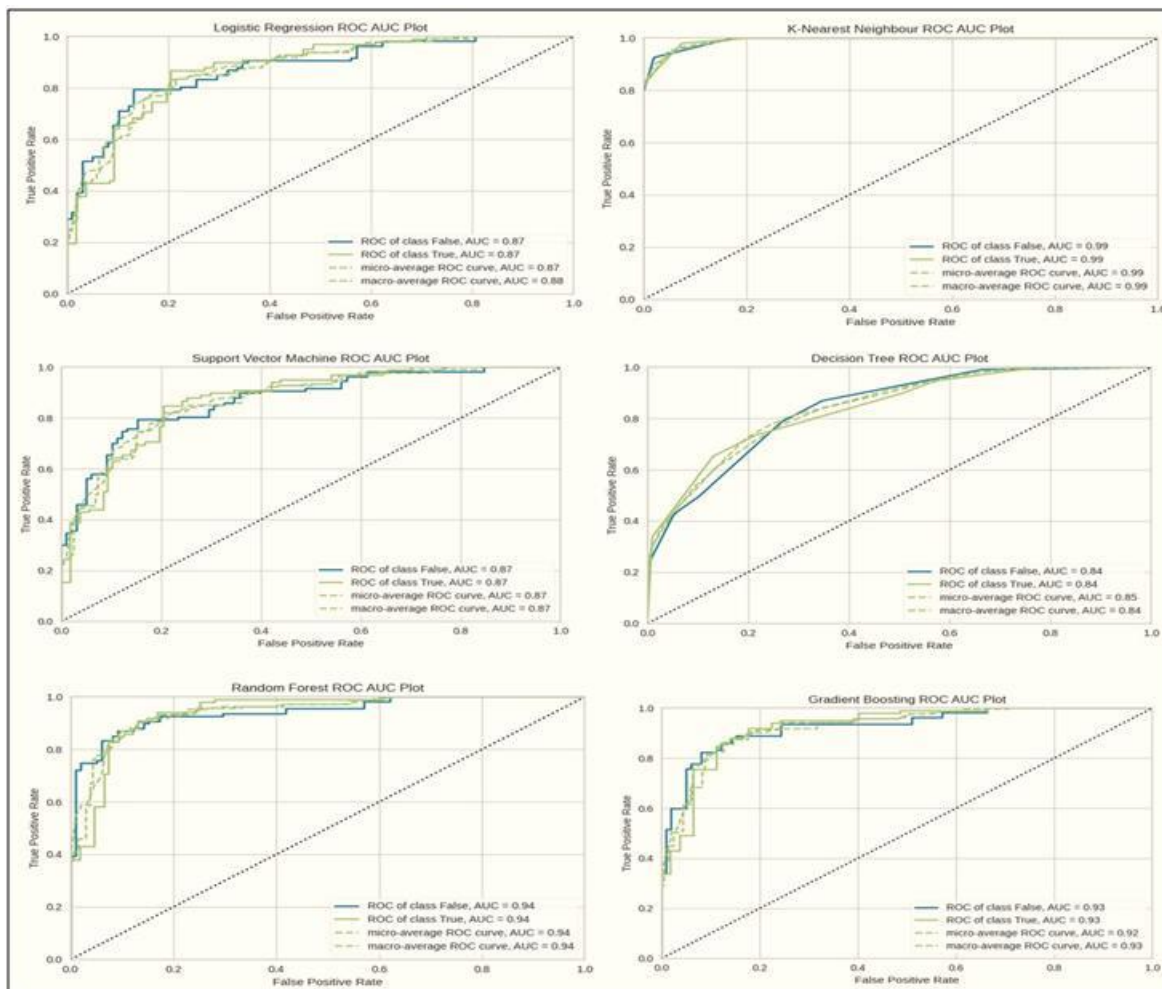 Logistic Regression ROC AUC Plot
1.0
0.8
0.6
0.4
0.2
0.0
True Positive Rate
ROC of class False, AUC = 0.87
ROC of class True, AUC = 0.87
micro-average ROC curve, AUC = 0.87
macro-average ROC curve, AUC = 0.88
0.0 0.2 0.4 0.6 0.8 1.0
False Positive Rate
K-Nearest Neighbour ROC AUC Plot
1.0
0.8
0.6
0.4
0.2
0.0
True Positive Rate
ROC of class False, AUC = 0.99
ROC of class True, AUC = 0.99
micro-average ROC curve, AUC = 0.99
macro-average ROC curve, AUC = 0.99
0.0 0.2 0.4 0.6 0.8 1.0
False Positive Rate
Support Vector Machine ROC AUC Plot
1.0
0.8
0.6
0.4
0.2
0.0
True Positive Rate
ROC of class False, AUC = 0.87
ROC of class True, AUC = 0.87
micro-average ROC curve, AUC = 0.87
macro-average ROC curve, AUC = 0.87
0.0 0.2 0.4 0.6 0.8 1.0
False Positive Rate
Decision Tree ROC AUC Plot
1.0
0.8
0.6
0.4
0.2
0.0
True Positive Rate
ROC of class False, AUC = 0.84
ROC of class True, AUC = 0.84
micro-average ROC curve, AUC = 0.85
macro-average ROC curve, AUC = 0.84
0.0 0.2 0.4 0.6 0.8 1.0
False Positive Rate
Random Forest ROC AUC Plot
1.0
0.8
0.6
0.4
0.2
0.0
True Positive Rate
ROC of class False, AUC = 0.94
ROC of class True, AUC = 0.94
micro-average ROC curve, AUC = 0.94
macro-average ROC curve, AUC = 0.94
0.0 0.2 0.4 0.6 0.8 1.0
False Positive Rate
Gradient Boosting ROC AUC Plot
1.0
0.8
0.6
0.4
0.2
0.0
True Positive Rate
ROC of class False, AUC = 0.93
ROC of class True, AUC = 0.93
micro-average ROC curve, AUC = 0.92
macro-average ROC curve, AUC = 0.93
0.0 0.2 0.4 0.6 0.8 1.0
False Positive Rate